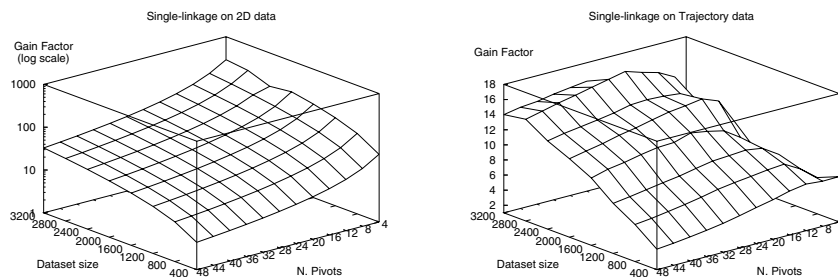 Single-linkage on 2D data
Gain Factor
(log scale)
1000
100
10
1
3200
2800
2400
2000
1600
1200
800
400
Dataset size
48 44 40 36 32 28 24 20 16 12 8 4
N. Pivots
Single-linkage on Trajectory data
Gain Factor
18
16
14
12
10
8
6
4
2
3200
2800
2400
2000
1600
1200
800
400
Dataset size
48 44 40 36 32 28 24 20 16 12 8 4
N. Pivots